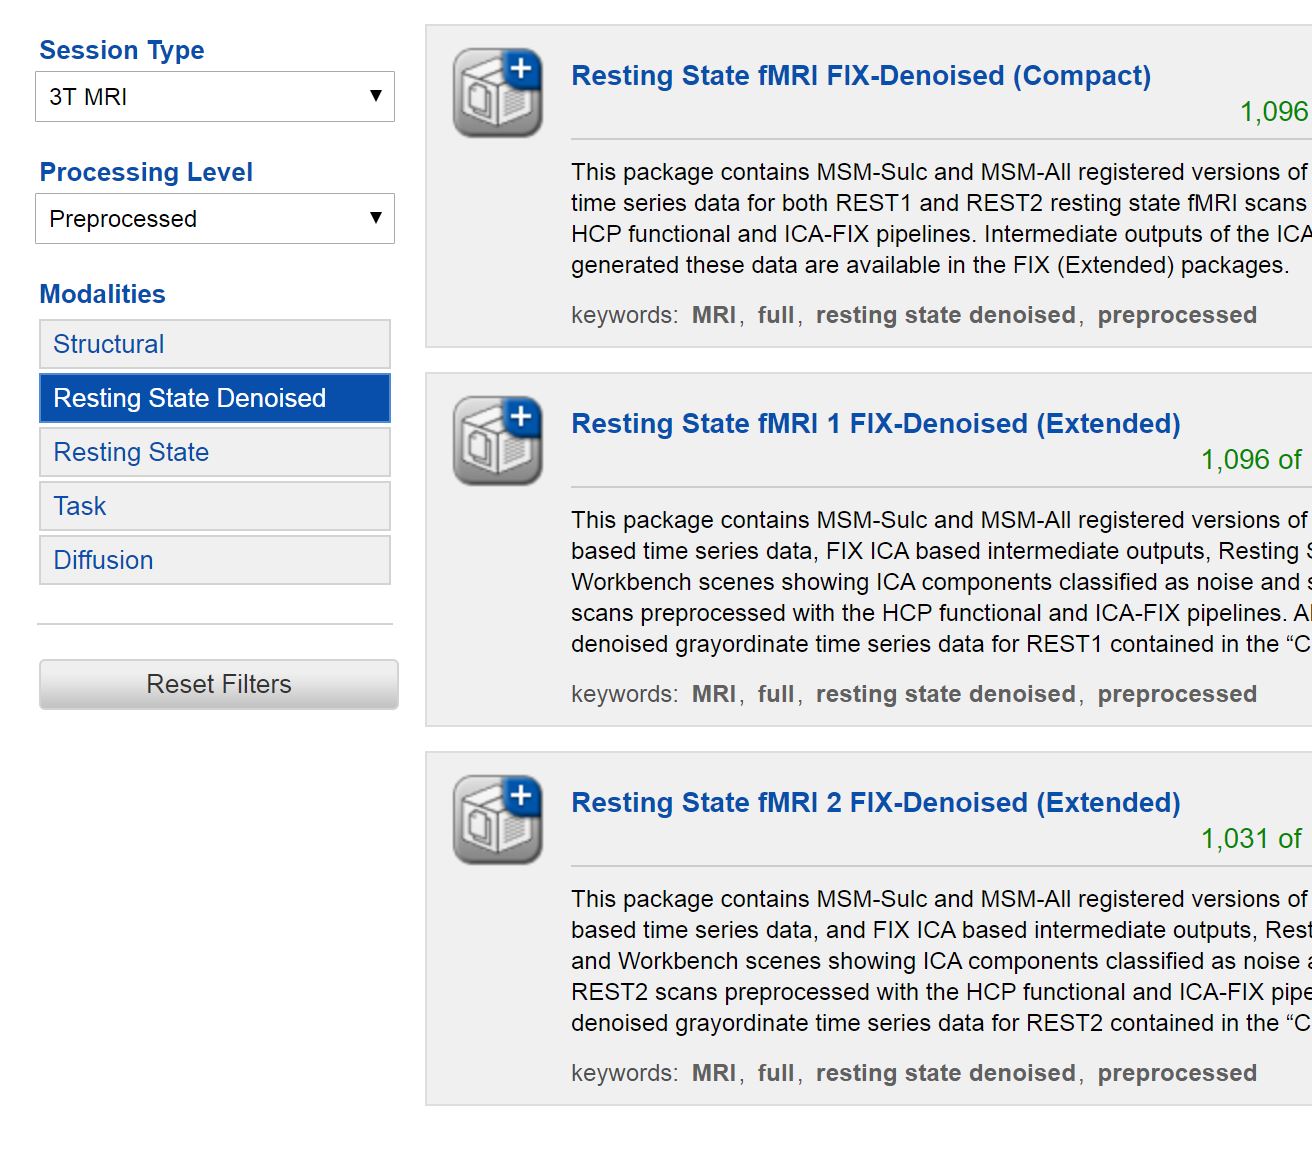 Session Type
3T MRI
Processing Level
Preprocessed
Modalities
Structural
Resting State Denoised
Resting State
Task
Diffusion
Reset Filters
Resting State fMRI FIX-Denoised (Compact)
1,096
This package contains MSM-Sulc and MSM-All registered versions of
time series data for both REST1 and REST2 resting state fMRI scans
HCP functional and ICA-FIX pipelines. Intermediate outputs of the ICA
generated these data are available in the FIX (Extended) packages.
keywords: MRI, full, resting state denoised, preprocessed
Resting State fMRI 1 FIX-Denoised (Extended)
1,096 of
This package contains MSM-Sulc and MSM-All registered versions of
based time series data, FIX ICA based intermediate outputs, Resting
Workbench scenes showing ICA components classified as noise and
scans preprocessed with the HCP functional and ICA-FIX pipelines.
denoised grayordinate time series data for REST1 contained in the “C
keywords: MRI, full, resting state denoised, preprocessed
Resting State fMRI 2 FIX-Denoised (Extended)
1,031 of
This package contains MSM-Sulc and MSM-All registered versions of
based time series data, and FIX ICA based intermediate outputs, Rest
and Workbench scenes showing ICA components classified as noise
REST2 scans preprocessed with the HCP functional and ICA-FIX pipe
denoised grayordinate time series data for REST2 contained in the “C
keywords: MRI, full, resting state denoised, preprocessed